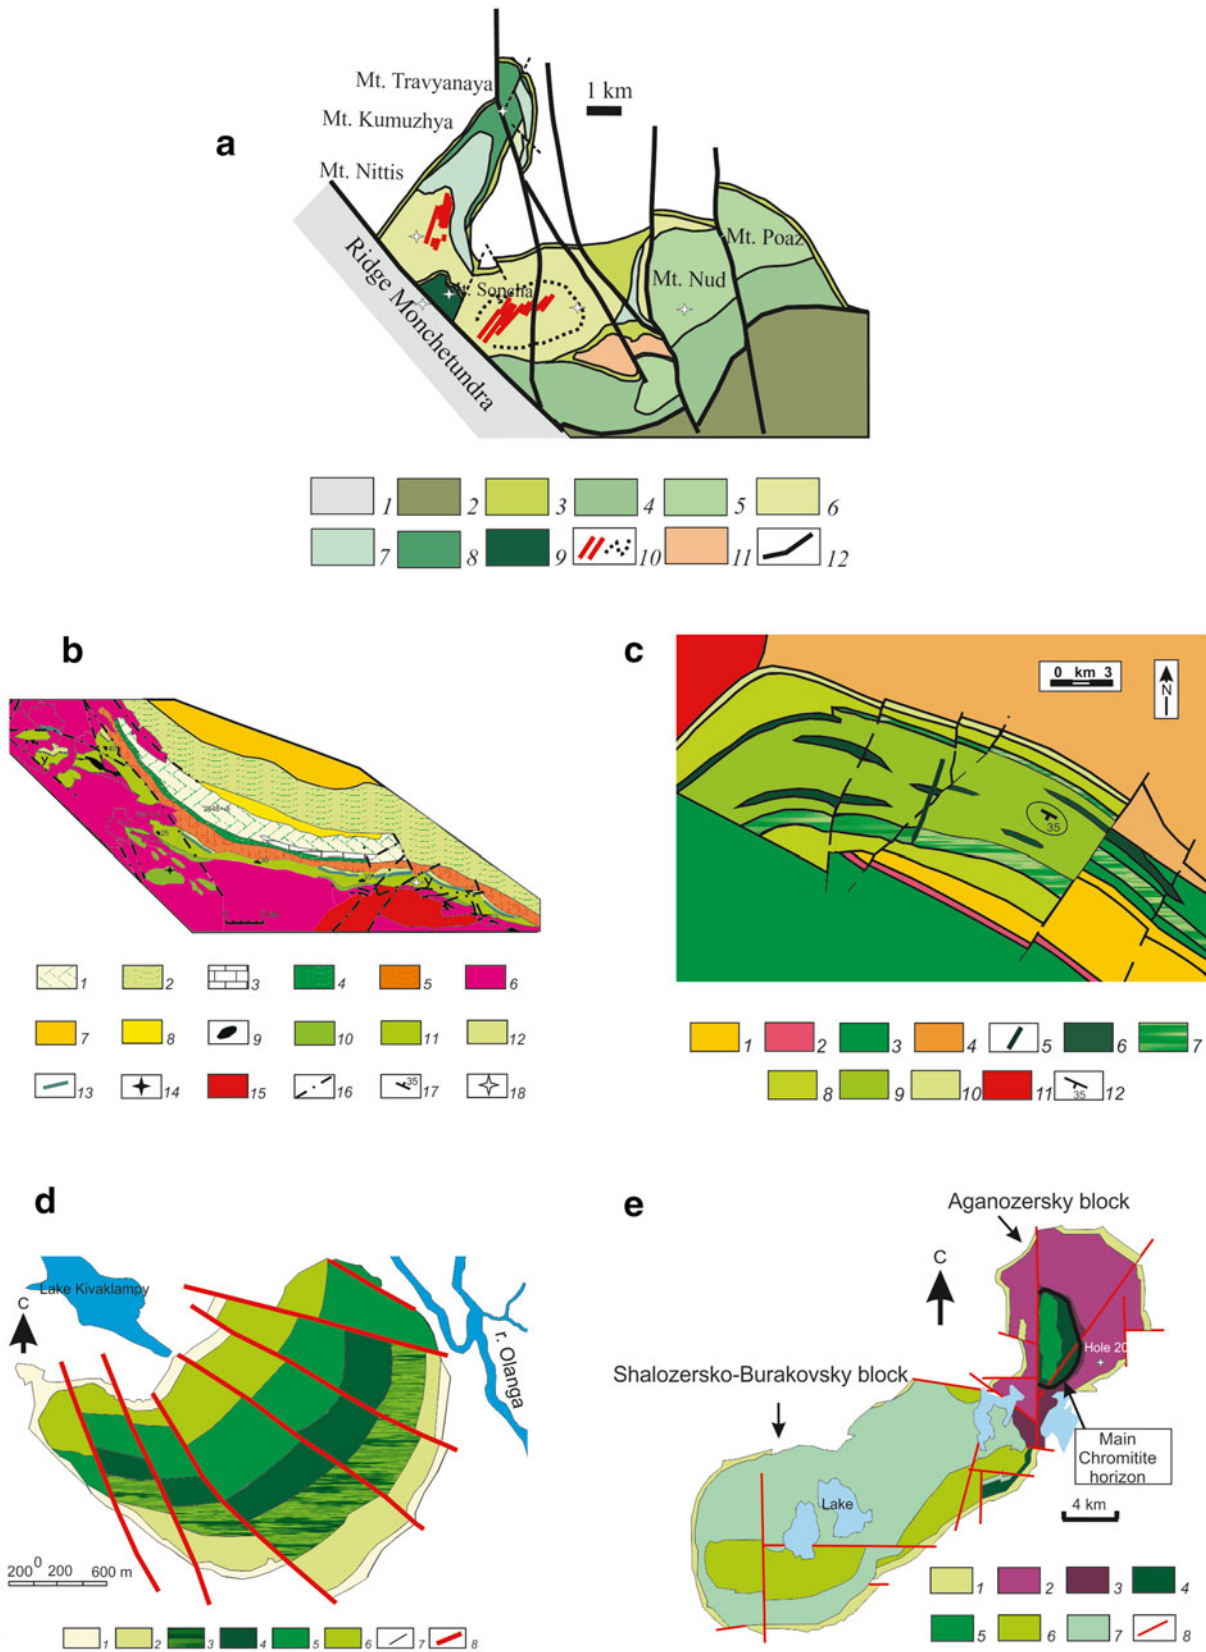 a
Mt. Travyanaya
Mt. Kumuzhya
Mt. Nittis
1 km
Ridge Monchetundra
Mt. Sopcha
Mt. Nud
Mt. Poaz
1 2 3 4 5 6
7 8 9 10 11 12
b
1 2 3 4 5 6
7 8 9 10 11 12
13 14 15 16 35 17 18
c
0 km 3
N
35
1 2 3 4 5 6 7
8 9 10 11 35 12
d
Lake Kivaklampy
C
r. Olanga
200 0 200 600 m
1 2 3 4 5 6 7 8
e
Aganozersky block
C
Hole 20
Shalozersko-Burakovsky block
Main
Chromitite
horizon
Lake
4 km
1 2 3 4
5 6 7 8